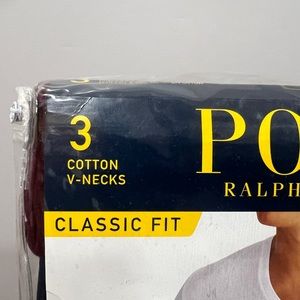 3
COTTON
V-NECKS
PO
RALPH
CLASSIC FIT